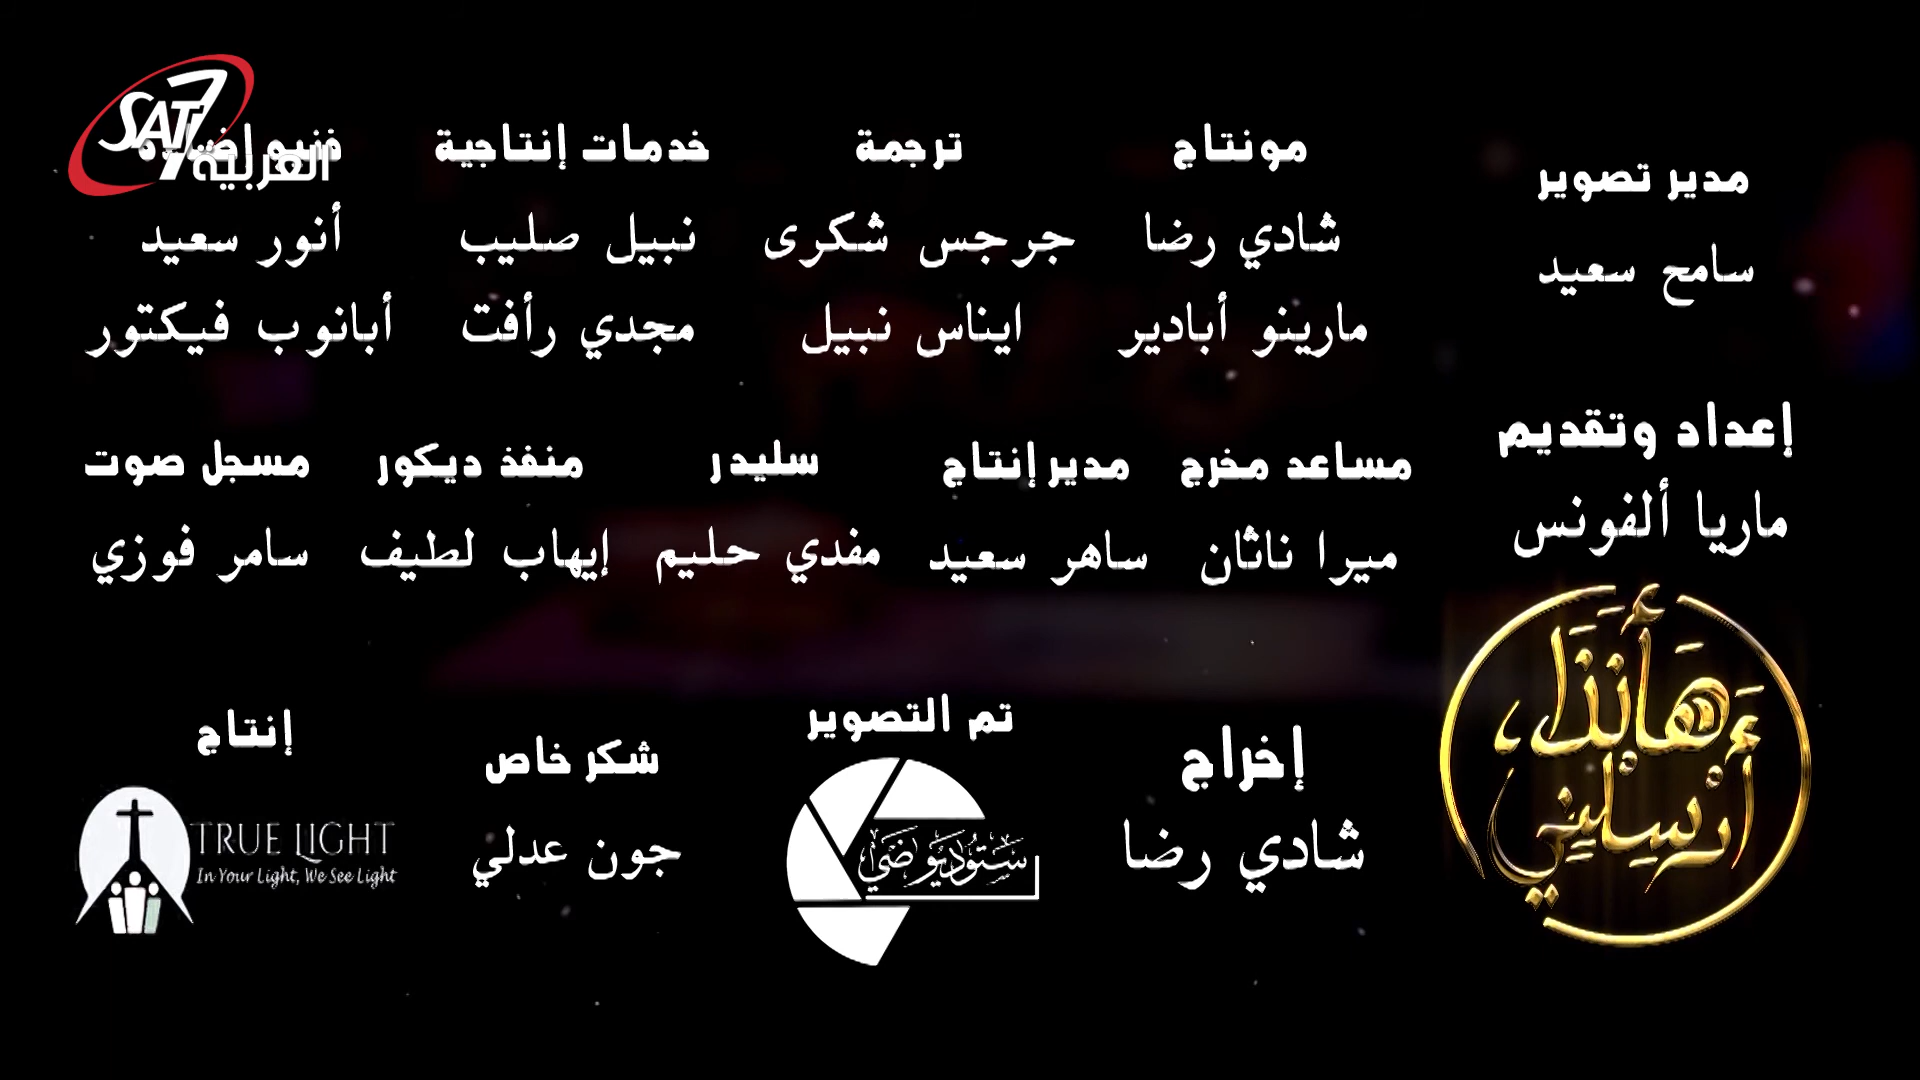 SAT7
العربية
مدير تصوير
سامح سعيد
مونتاج
شادي رضا
مارينو أبادير
ترجمة
جرجس شكرى
ايناس نبيل
خدمات إنتاجية
نبيل صليب
مجدي رأفت
أنور سعيد
أبانوب فيكتور
إعداد وتقديم
ماريا ألفونس
مساعد مخرج
ميرا ناثان
مدير إنتاج
ساهر سعيد
سليدر
مفدي حليم
منفذ ديكور
إيهاب لطيف
مسجل صوت
سامر فوزي
هَأَنَذَا،
أَرْسِلْنِي
إخراج
شادي رضا
تم التصوير
ستوديو ضي
شكر خاص
جون عدلي
إنتاج
TRUE LIGHT
In Your Light, We See Light